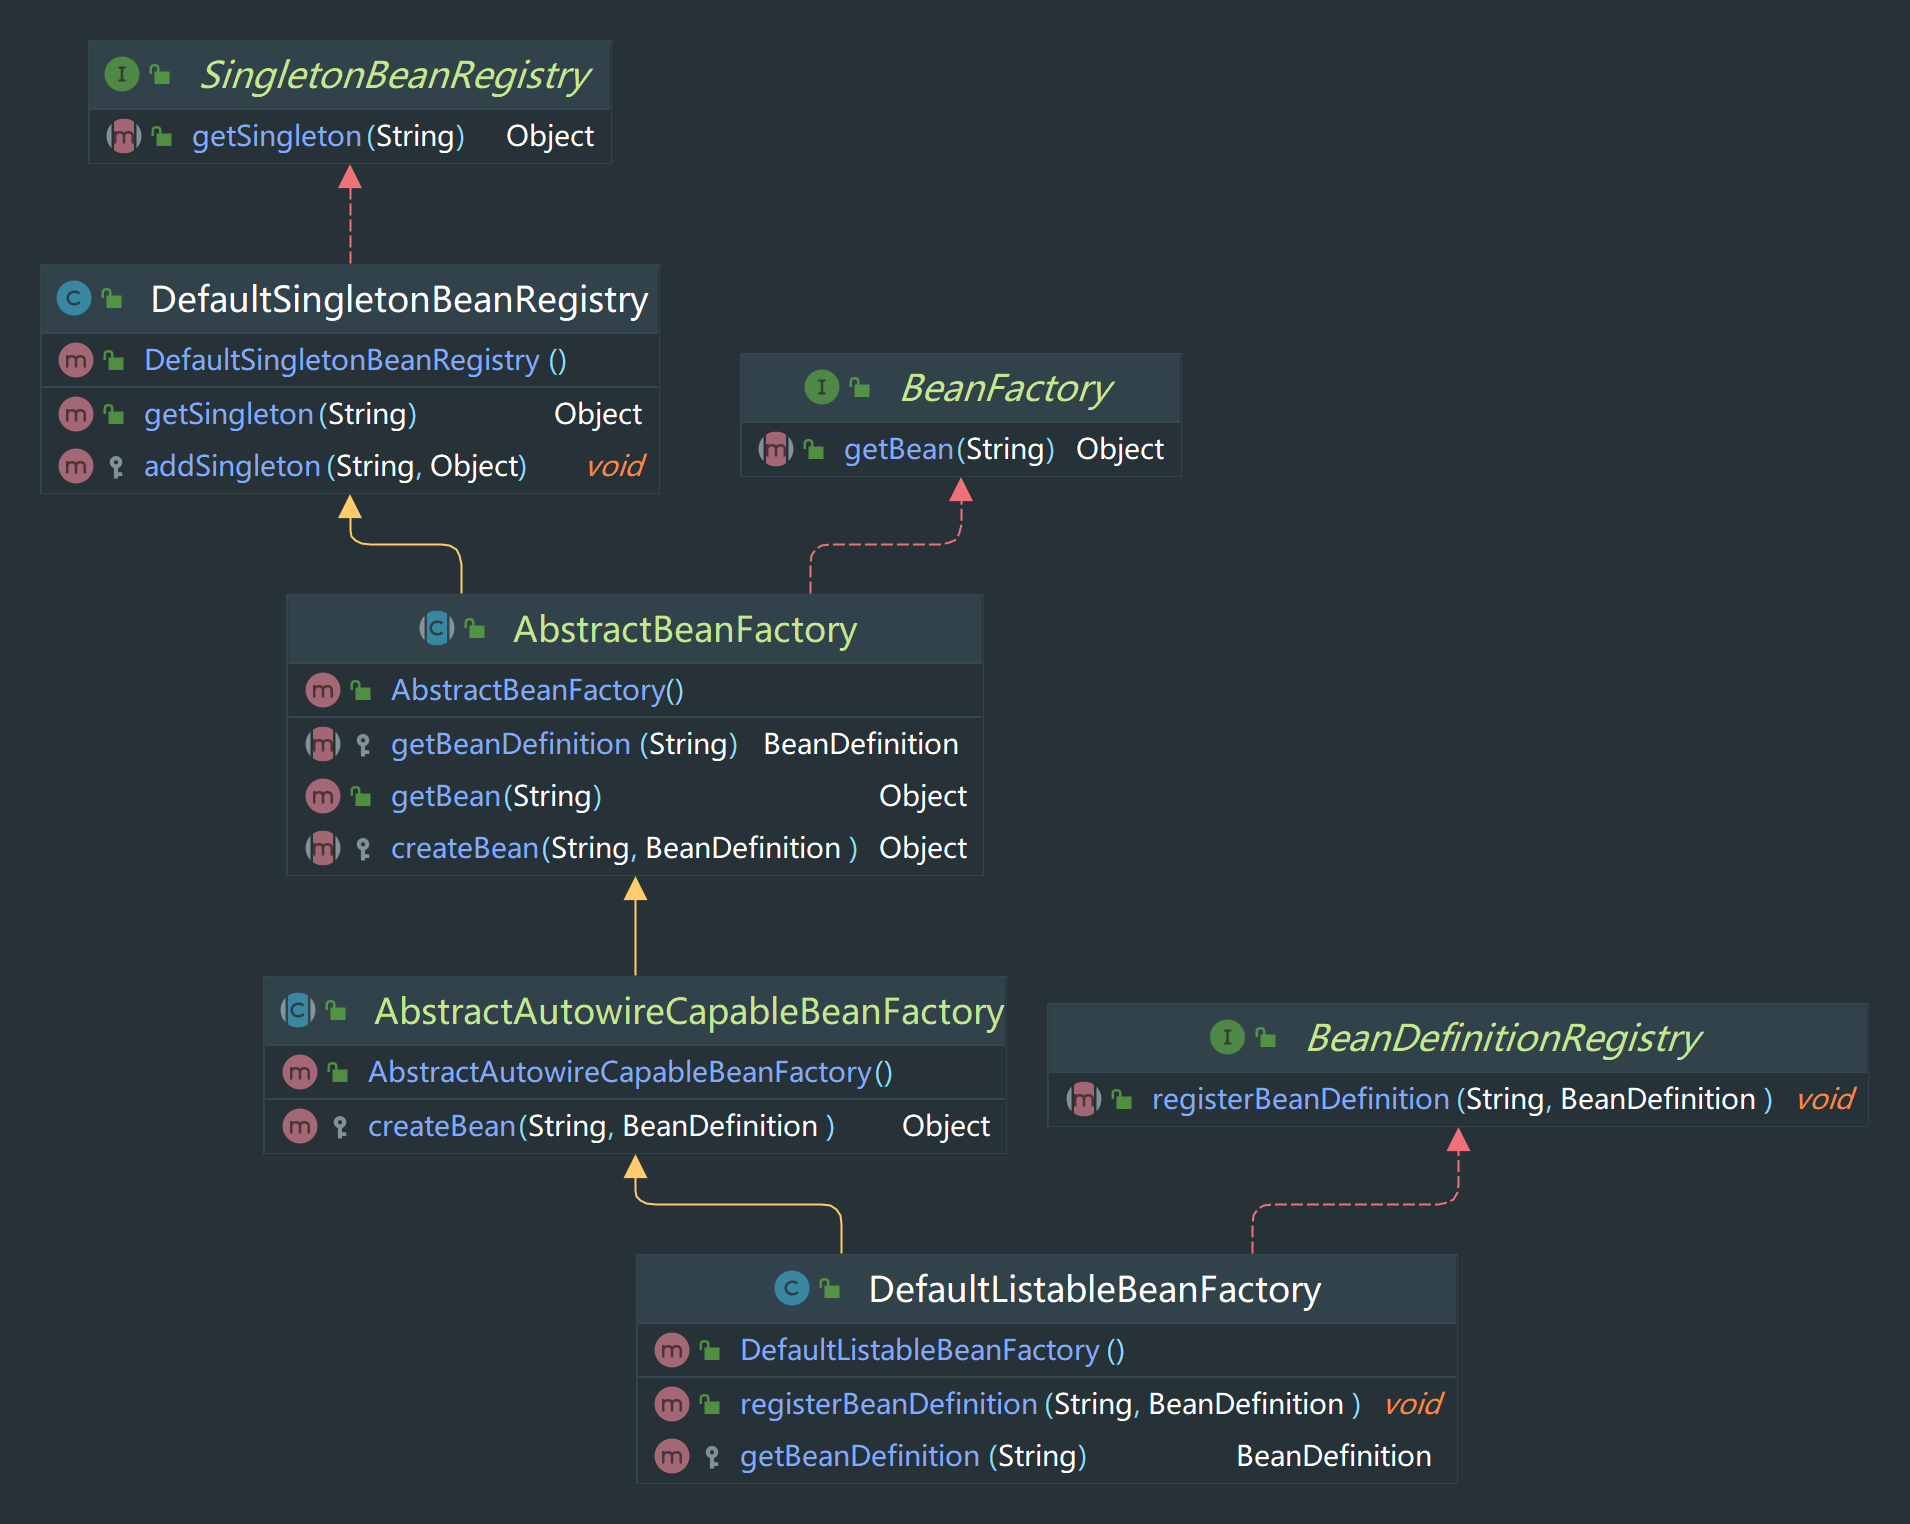 SingletonBeanRegistry
getSingleton(String) Object
DefaultSingletonBeanRegistry
DefaultSingletonBeanRegistry ()
getSingleton(String) Object
addSingleton(String, Object) void
BeanFactory
getBean(String) Object
AbstractBeanFactory
AbstractBeanFactory()
getBeanDefinition (String) BeanDefinition
getBean(String) Object
createBean(String, BeanDefinition ) Object
AbstractAutowireCapableBeanFactory
AbstractAutowireCapableBeanFactory()
createBean(String, BeanDefinition ) Object
BeanDefinitionRegistry
registerBeanDefinition (String, BeanDefinition ) void
DefaultListableBeanFactory
DefaultListableBeanFactory ()
registerBeanDefinition (String, BeanDefinition ) void
getBeanDefinition (String) BeanDefinition